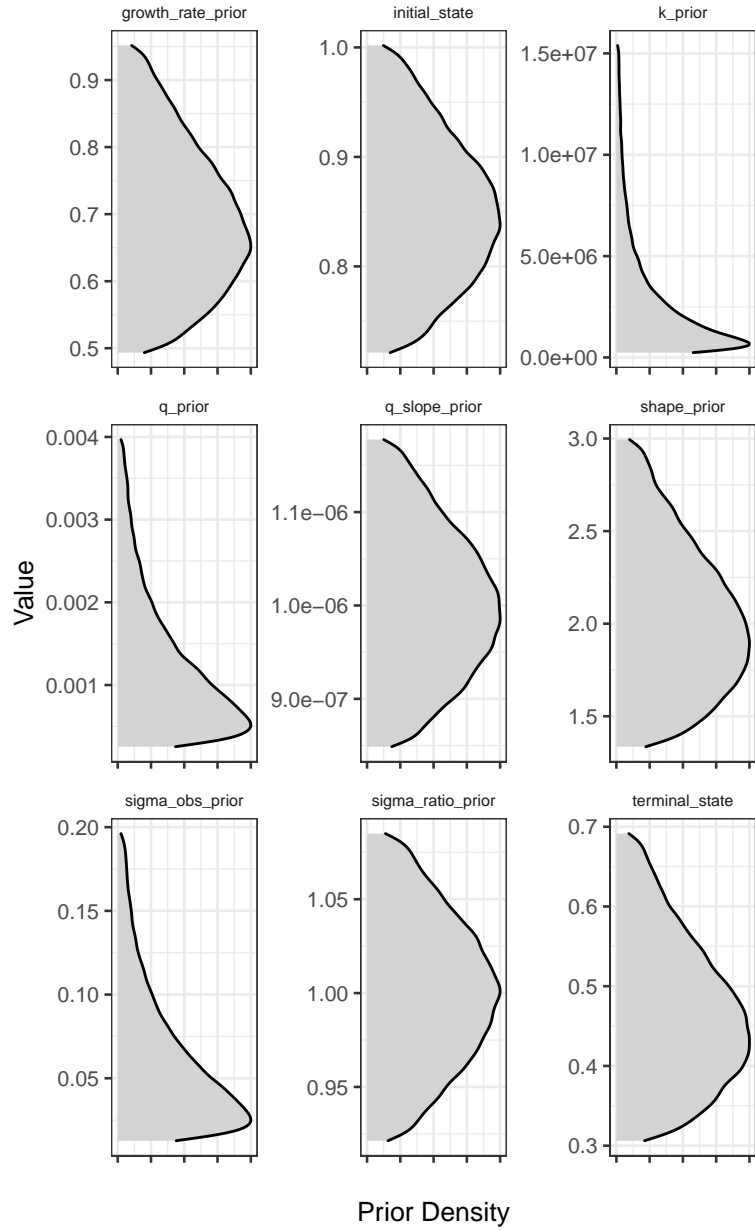 growth_rate_prior
initial_state
k_prior
0.9
0.8
0.7
0.6
0.5
1.0
0.9
0.8
1.5e+07
1.0e+07
5.0e+06
0.0e+00
q_prior
q_slope_prior
shape_prior
0.004
0.003
0.002
0.001
1.1e−06
1.0e−06
9.0e−07
3.0
2.5
2.0
1.5
Value
sigma_obs_prior
sigma_ratio_prior
terminal_state
0.20
0.15
0.10
0.05
1.05
1.00
0.95
0.7
0.6
0.5
0.4
0.3
Prior Density